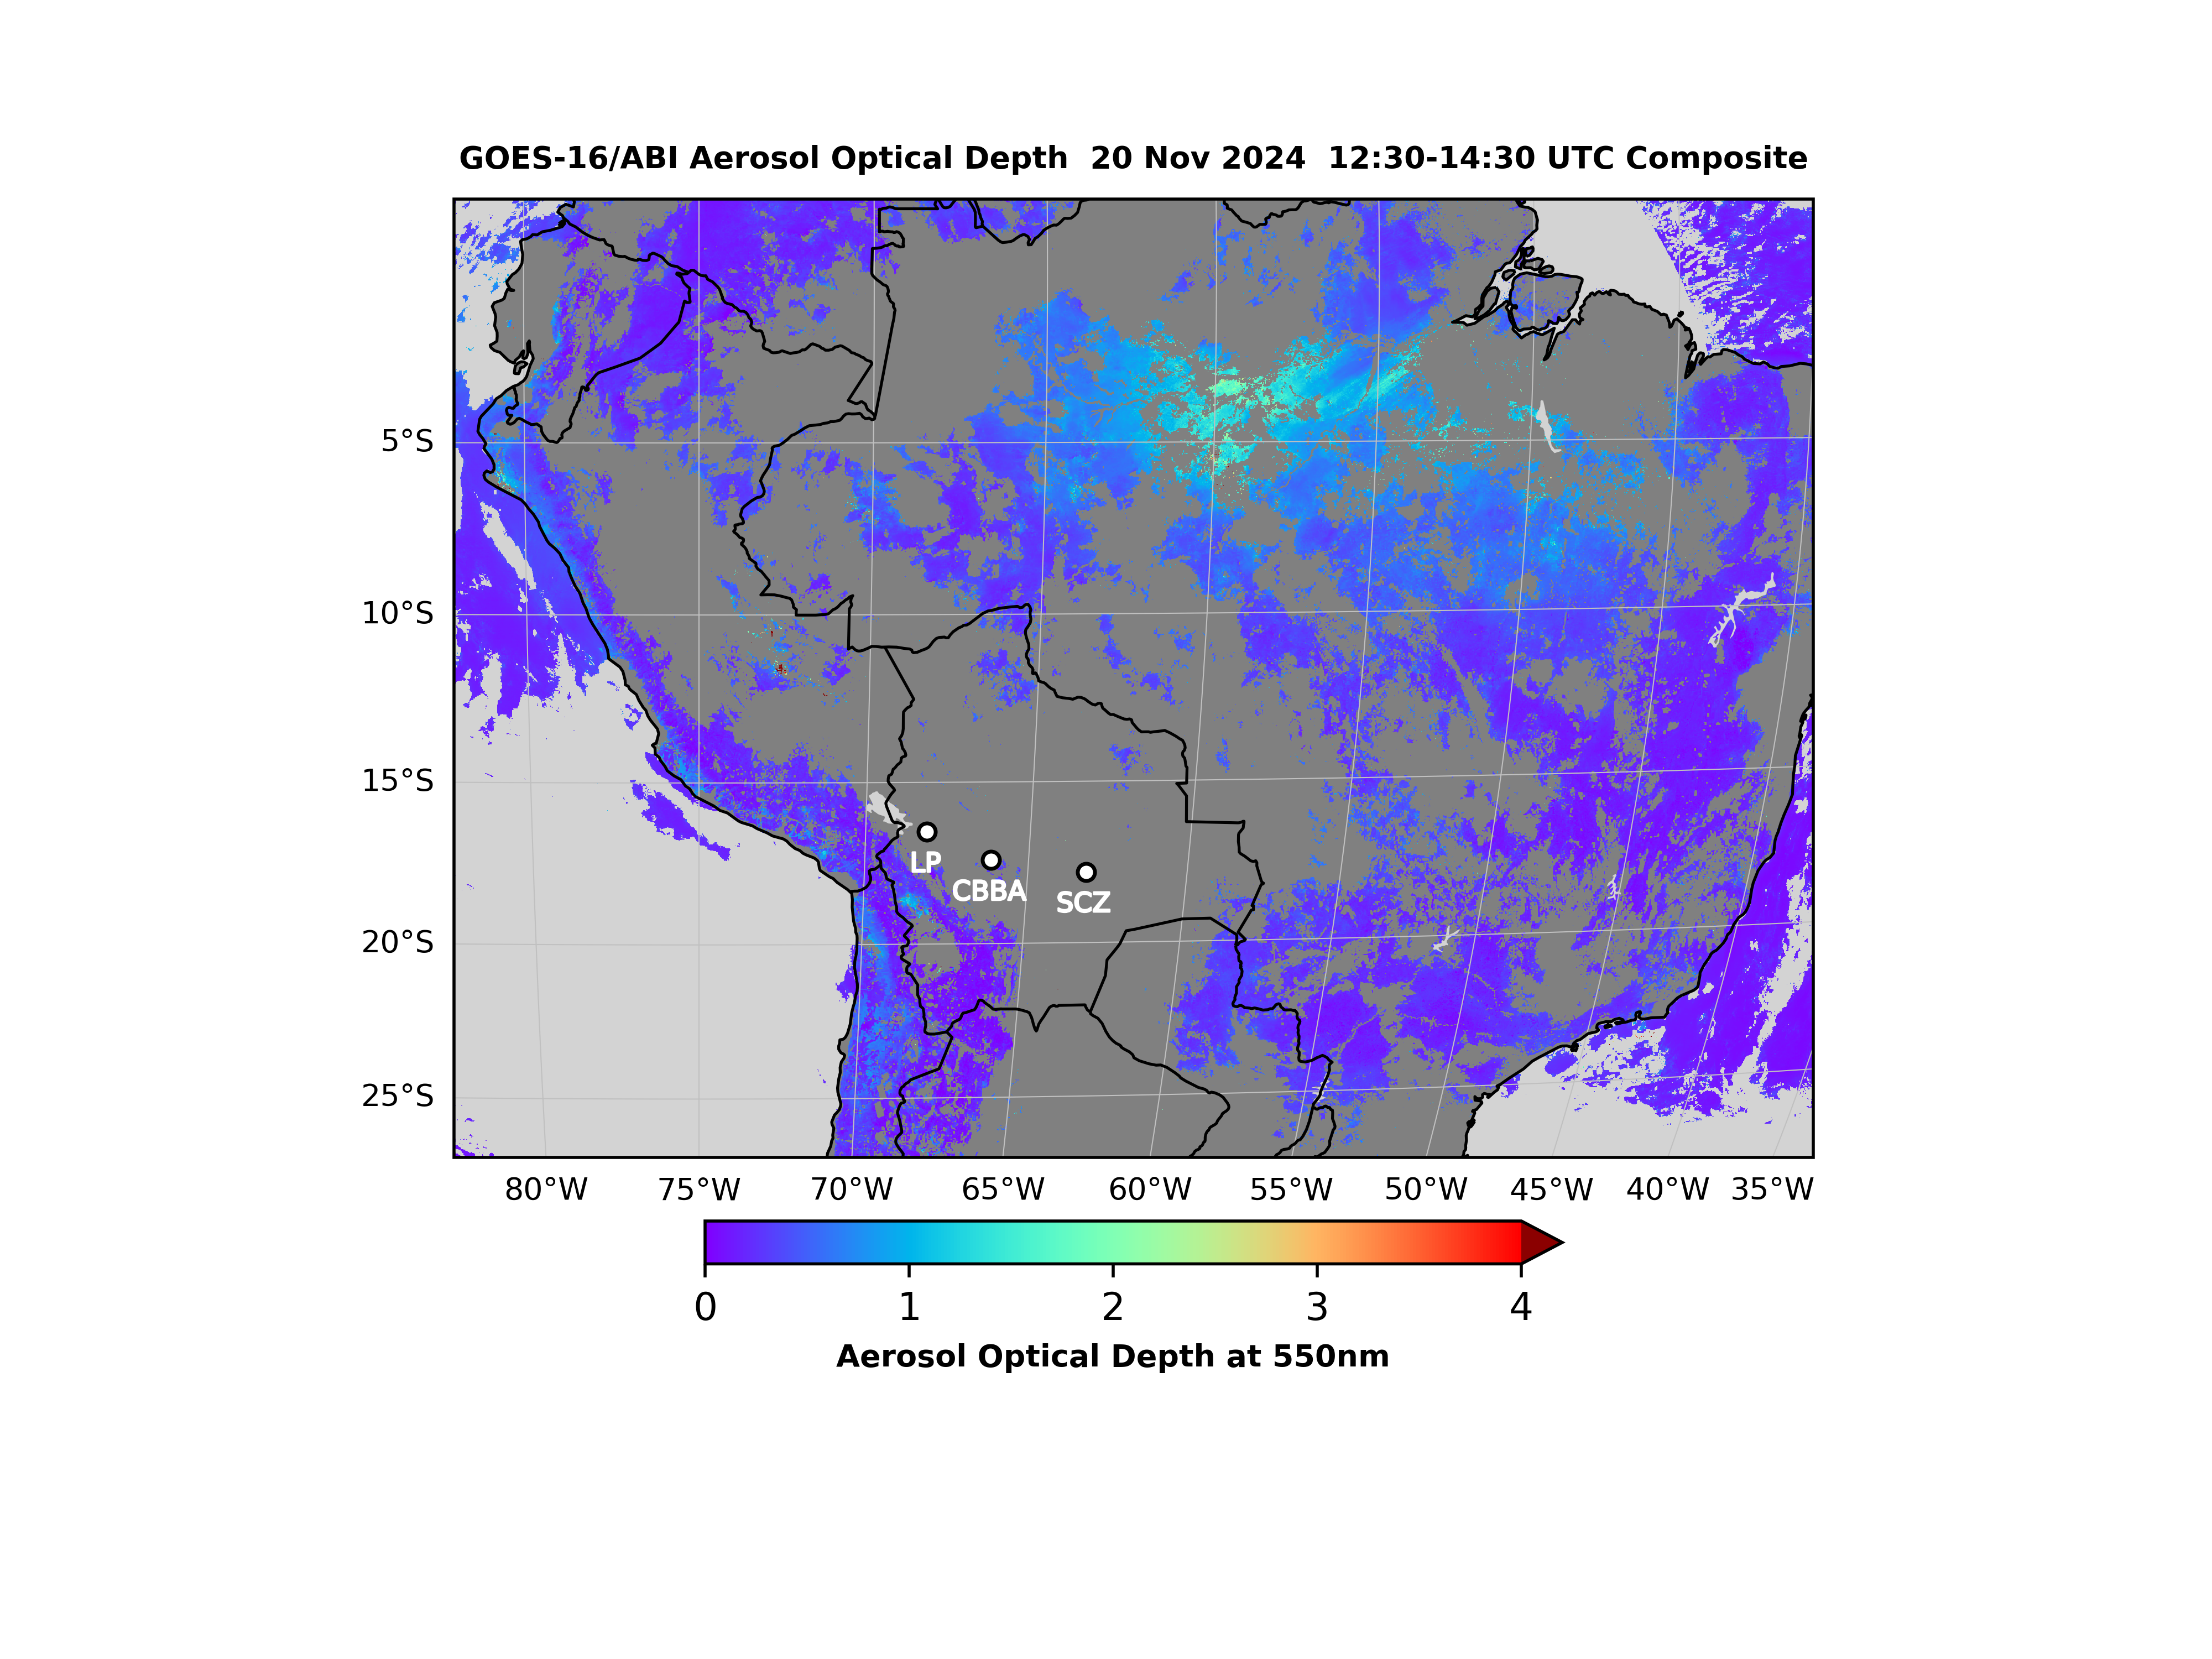 GOES-16/ABI Aerosol Optical Depth  20 Nov 2024  12:30-14:30 UTC Composite
5°S
10°S
15°S
LP
CBBA
SCZ
20°S
25°S
80°W 75°W 70°W 65°W 60°W 55°W 50°W 45°W 40°W 35°W
0 1 2 3 4
Aerosol Optical Depth at 550nm